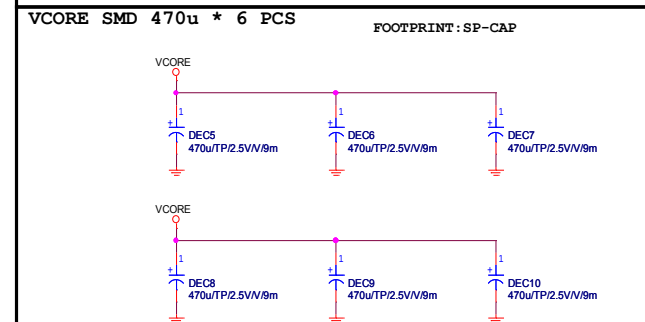 VCORE SMD 470u * 6 PCS
FOOTPRINT:SP-CAP
VCORE
1
+
DEC5
470u/TP/2.5V/V/9m
1
+
DEC6
470u/TP/2.5V/V/9m
1
+
DEC7
470u/TP/2.5V/V/9m
VCORE
1
+
DEC8
470u/TP/2.5V/V/9m
1
+
DEC9
470u/TP/2.5V/V/9m
1
+
DEC10
470u/TP/2.5V/V/9m